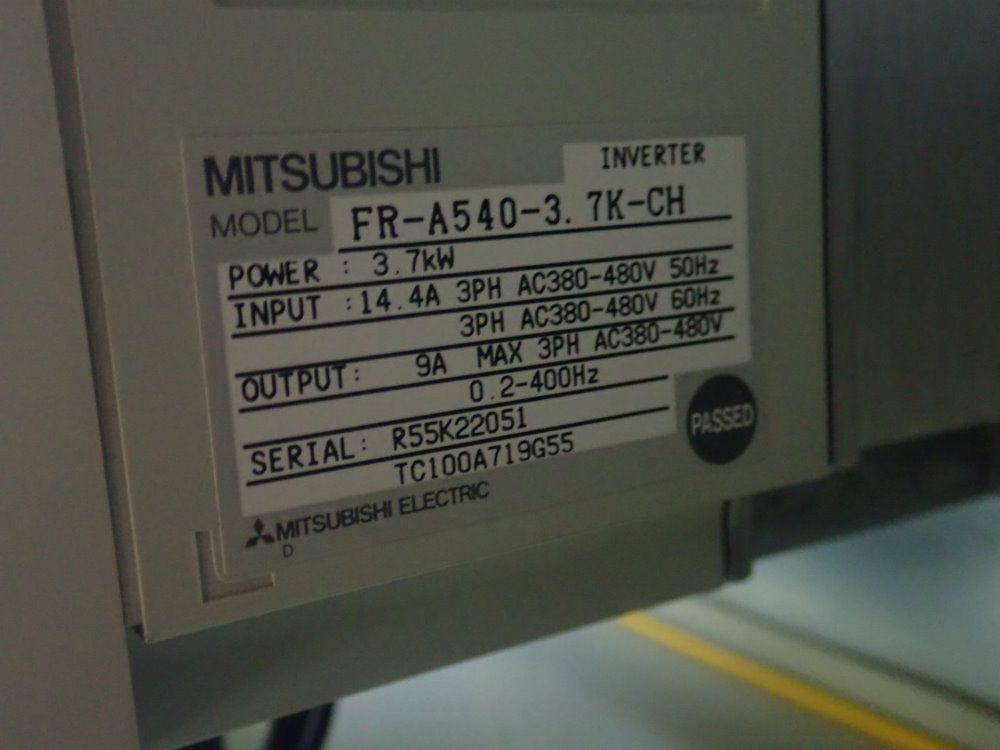 MITSUBISHI
INVERTER
MODEL FR-A540-3.7K-CH
POWER : 3.7kW
INPUT :14.4A 3PH AC380-480V 50Hz
3PH AC380-480V 60Hz
OUTPUT: 9A MAX 3PH AC380-480V
0.2-400Hz
SERIAL: R55K22051
TC100A719G55
PASSED
MITSUBISHI ELECTRIC
D